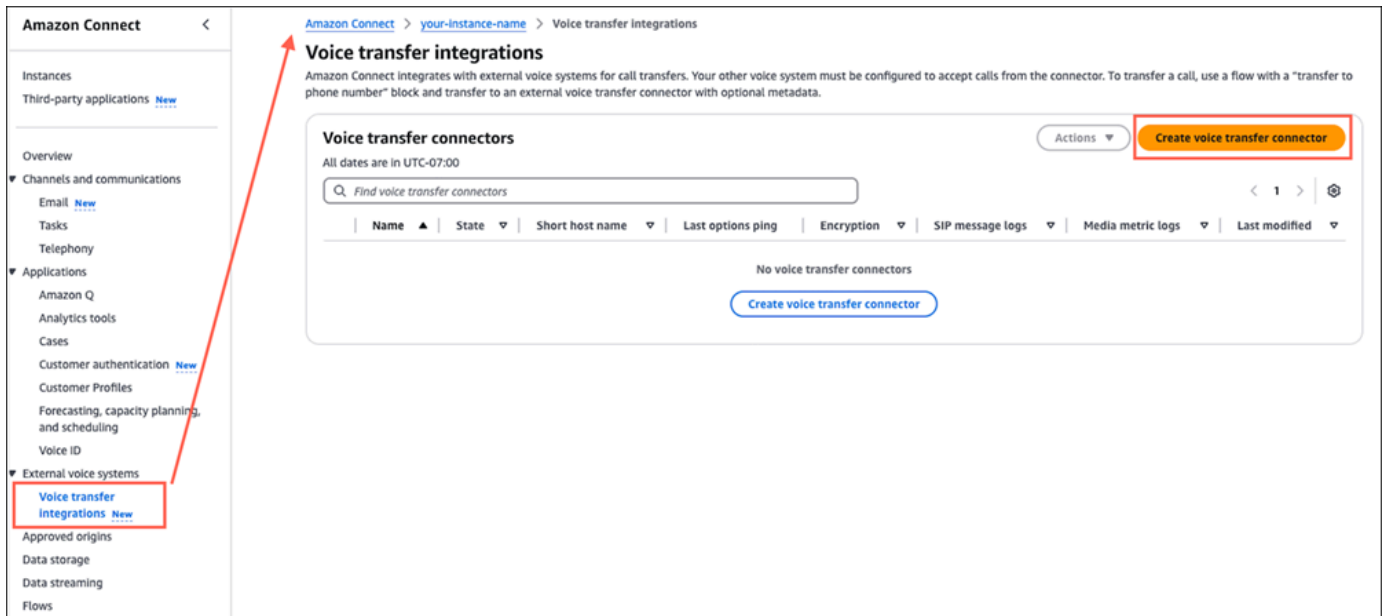 Amazon Connect <
Instances
Third-party applications New
Overview
Channels and communications
Email New
Tasks
Telephony
Applications
Amazon Q
Analytics tools
Cases
Customer authentication New
Customer Profiles
Forecasting, capacity planning,
and scheduling
Voice ID
External voice systems
Voice transfer
integrations New
Approved origins
Data storage
Data streaming
Flows
Amazon Connect > your-instance-name > Voice transfer integrations
Voice transfer integrations
Amazon Connect integrates with external voice systems for call transfers. Your other voice system must be configured to accept calls from the connector. To transfer a call, use a flow with a "transfer to
phone number" block and transfer to an external voice transfer connector with optional metadata.
Voice transfer connectors
Actions
Create voice transfer connector
All dates are in UTC-07:00
Find voice transfer connectors
< 1 >
Name State Short host name Last options ping Encryption SIP message logs Media metric logs Last modified
No voice transfer connectors
Create voice transfer connector